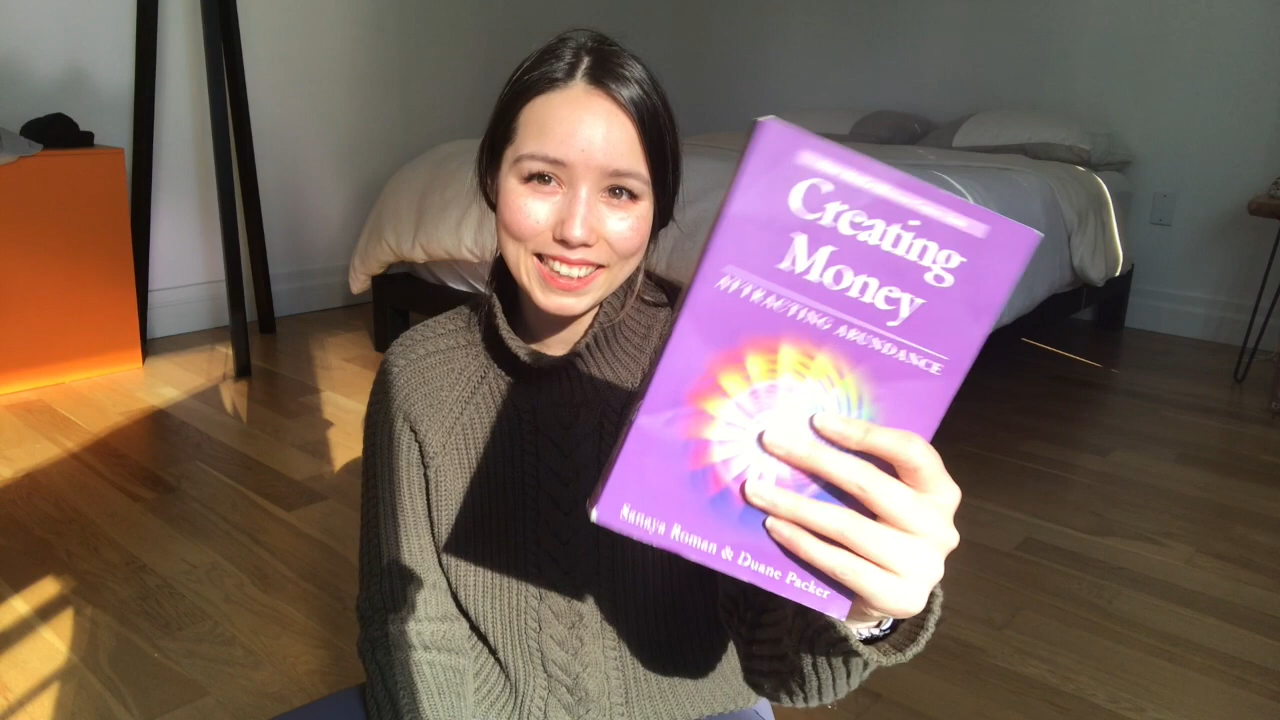 Creating
Money
ATTRACTING ABUNDANCE
Sanaya Roman & Duane Packer